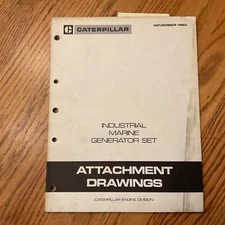 CATERPILLAR
NOVEMBER 1983
INDUSTRIAL
MARINE
GENERATOR SET
ATTACHMENT
DRAWINGS
CATERPILLAR ENGINE DIVISION